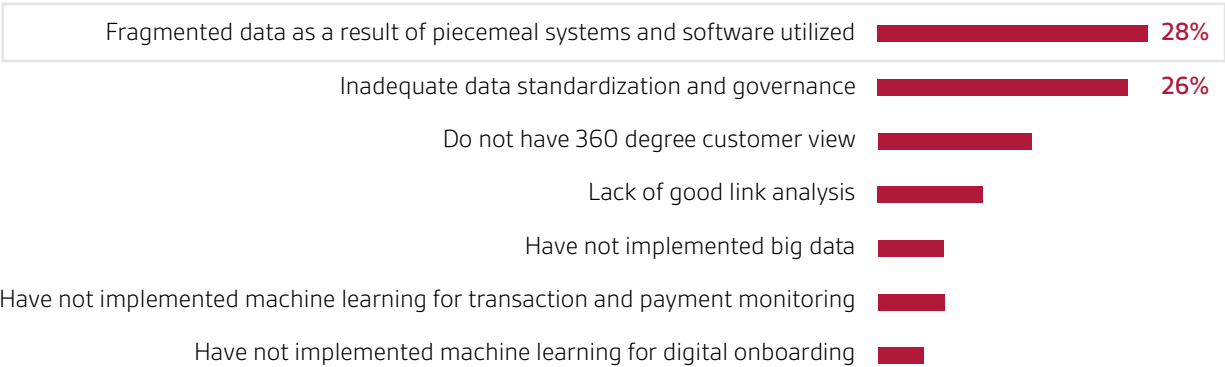 Fragmented data as a result of piecemeal systems and software utilized 28%
Inadequate data standardization and governance 26%
Do not have 360 degree customer view
Lack of good link analysis
Have not implemented big data
Have not implemented machine learning for transaction and payment monitoring
Have not implemented machine learning for digital onboarding